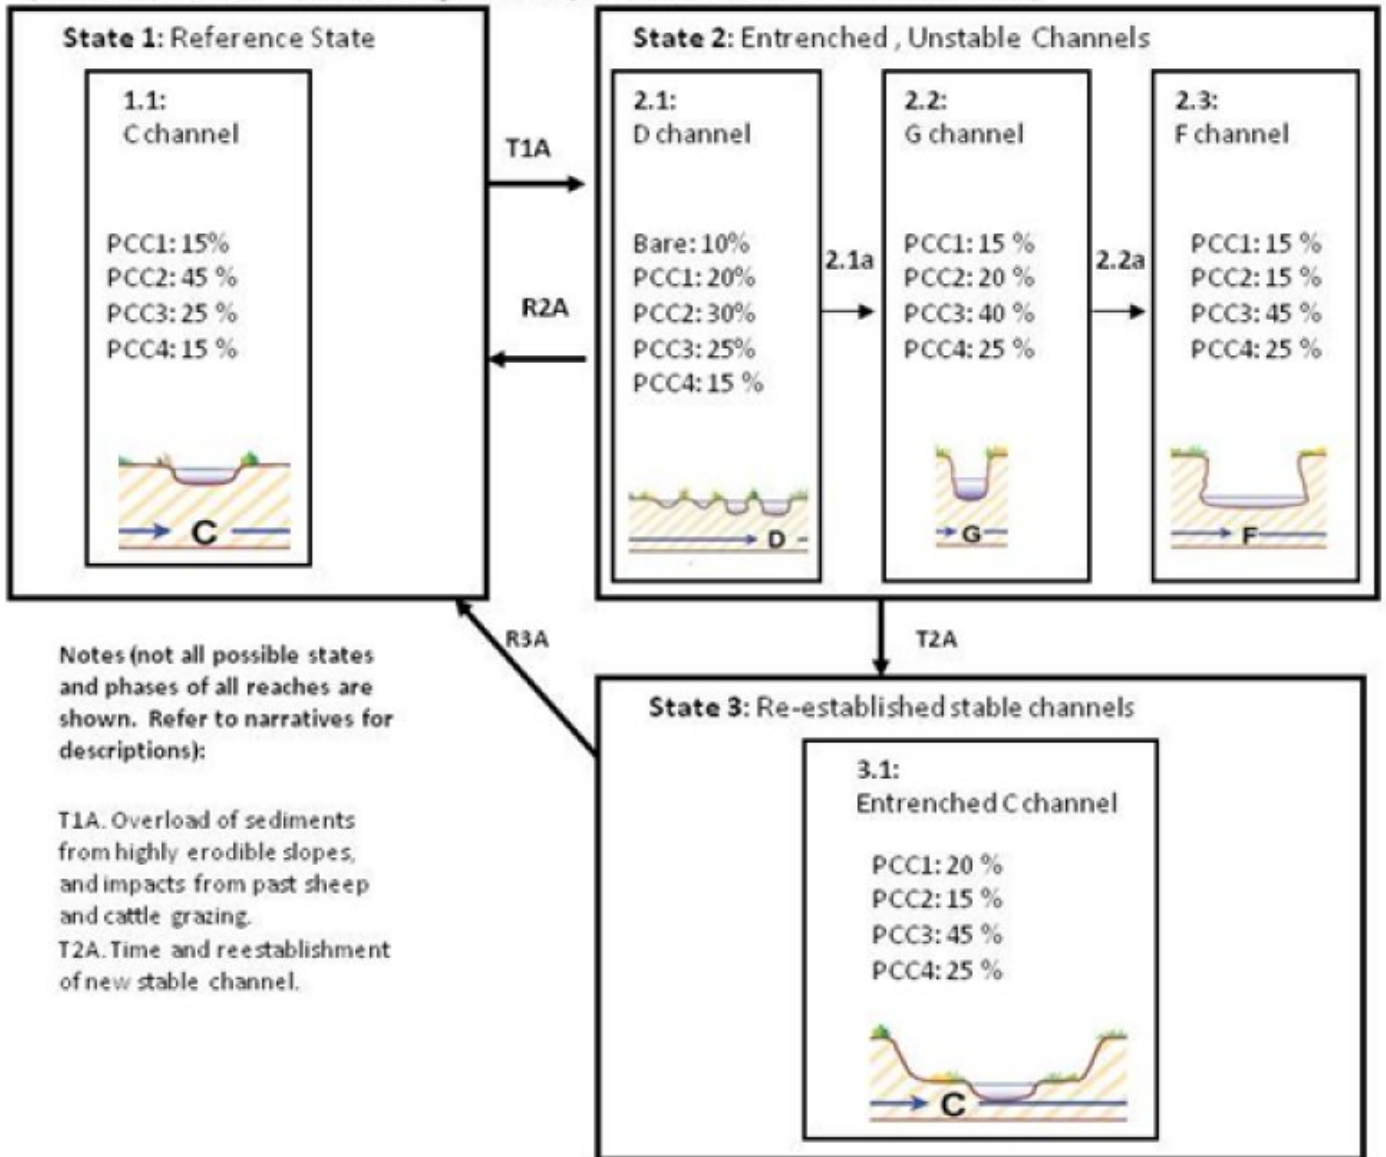 State 1: Reference State
1.1:
C channel
PCC1: 15%
PCC2: 45 %
PCC3: 25 %
PCC4: 15 %
C
T1A
R2A
State 2: Entrenched , Unstable Channels
2.1:
D channel
Bare: 10%
PCC1: 20%
PCC2: 30%
PCC3: 25%
PCC4: 15 %
D
2.1a
2.2:
G channel
PCC1: 15 %
PCC2: 20 %
PCC3: 40 %
PCC4: 25 %
G
2.2a
2.3:
F channel
PCC1: 15 %
PCC2: 15 %
PCC3: 45 %
PCC4: 25 %
F
R3A
T2A
Notes (not all possible states
and phases of all reaches are
shown. Refer to narratives for
descriptions):
T1A. Overload of sediments
from highly erodible slopes,
and impacts from past sheep
and cattle grazing.
T2A. Time and reestablishment
of new stable channel.
State 3: Re-established stable channels
3.1:
Entrenched C channel
PCC1: 20 %
PCC2: 15 %
PCC3: 45 %
PCC4: 25 %
C